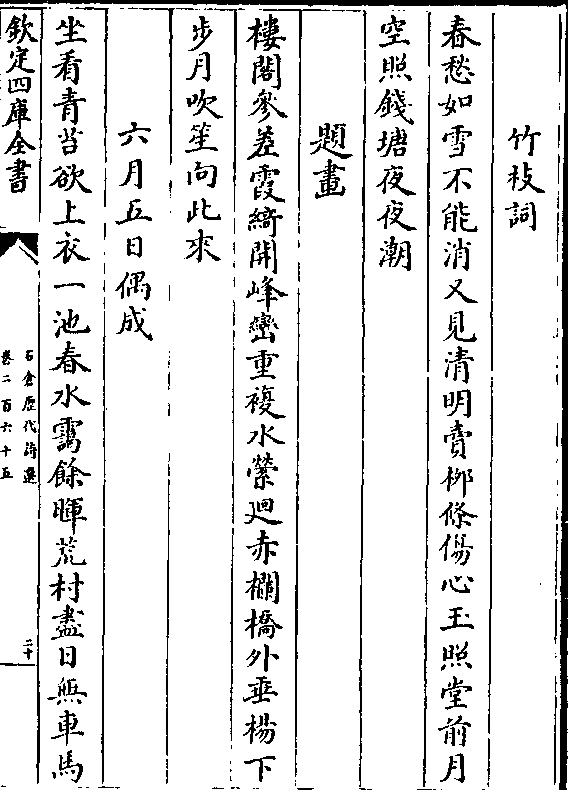 竹枝詞
春愁如雪不能消又見清明賣栁條傷心玉照堂前月
空照錢塘夜夜潮
題畫
樓閣參差霞綺開峰巒重複水縈迴赤欄橋外垂楊下
步月吹笙向此來
六月五日偶成
坐看青苔欲上衣一池春水靄餘暉荒村盡日無車馬
欽定四庫全書
石倉歷代詩選
卷二百六十五
二十